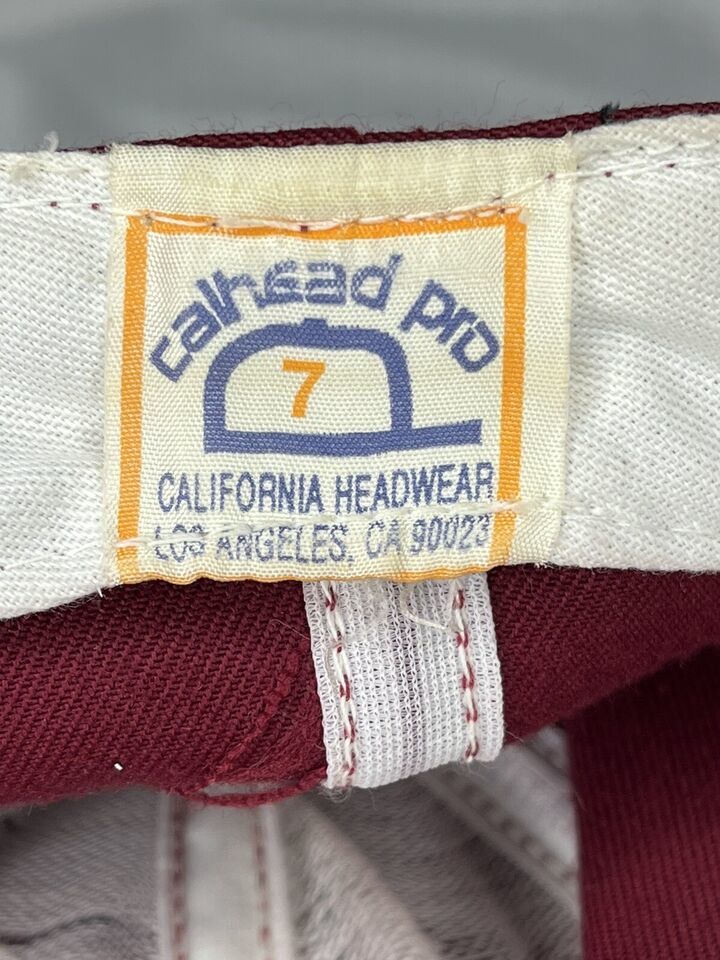 calhead pro
7
CALIFORNIA HEADWEAR
LOS ANGELES, CA 90023